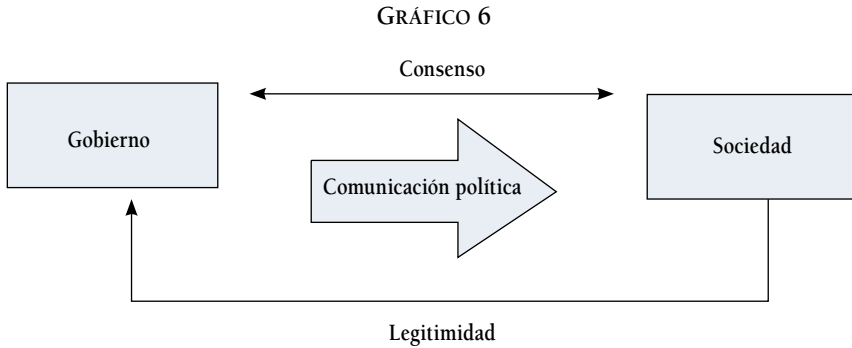 GRÁFICO 6
Consenso
Gobierno
Sociedad
Comunicación política
Legitimidad